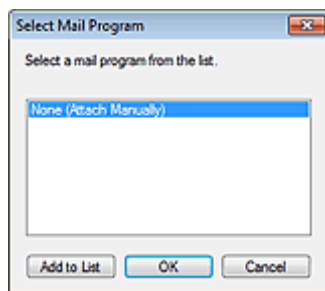 Select Mail Program
Select a mail program from the list.
None (Attach Manually)
Add to List
OK
Cancel